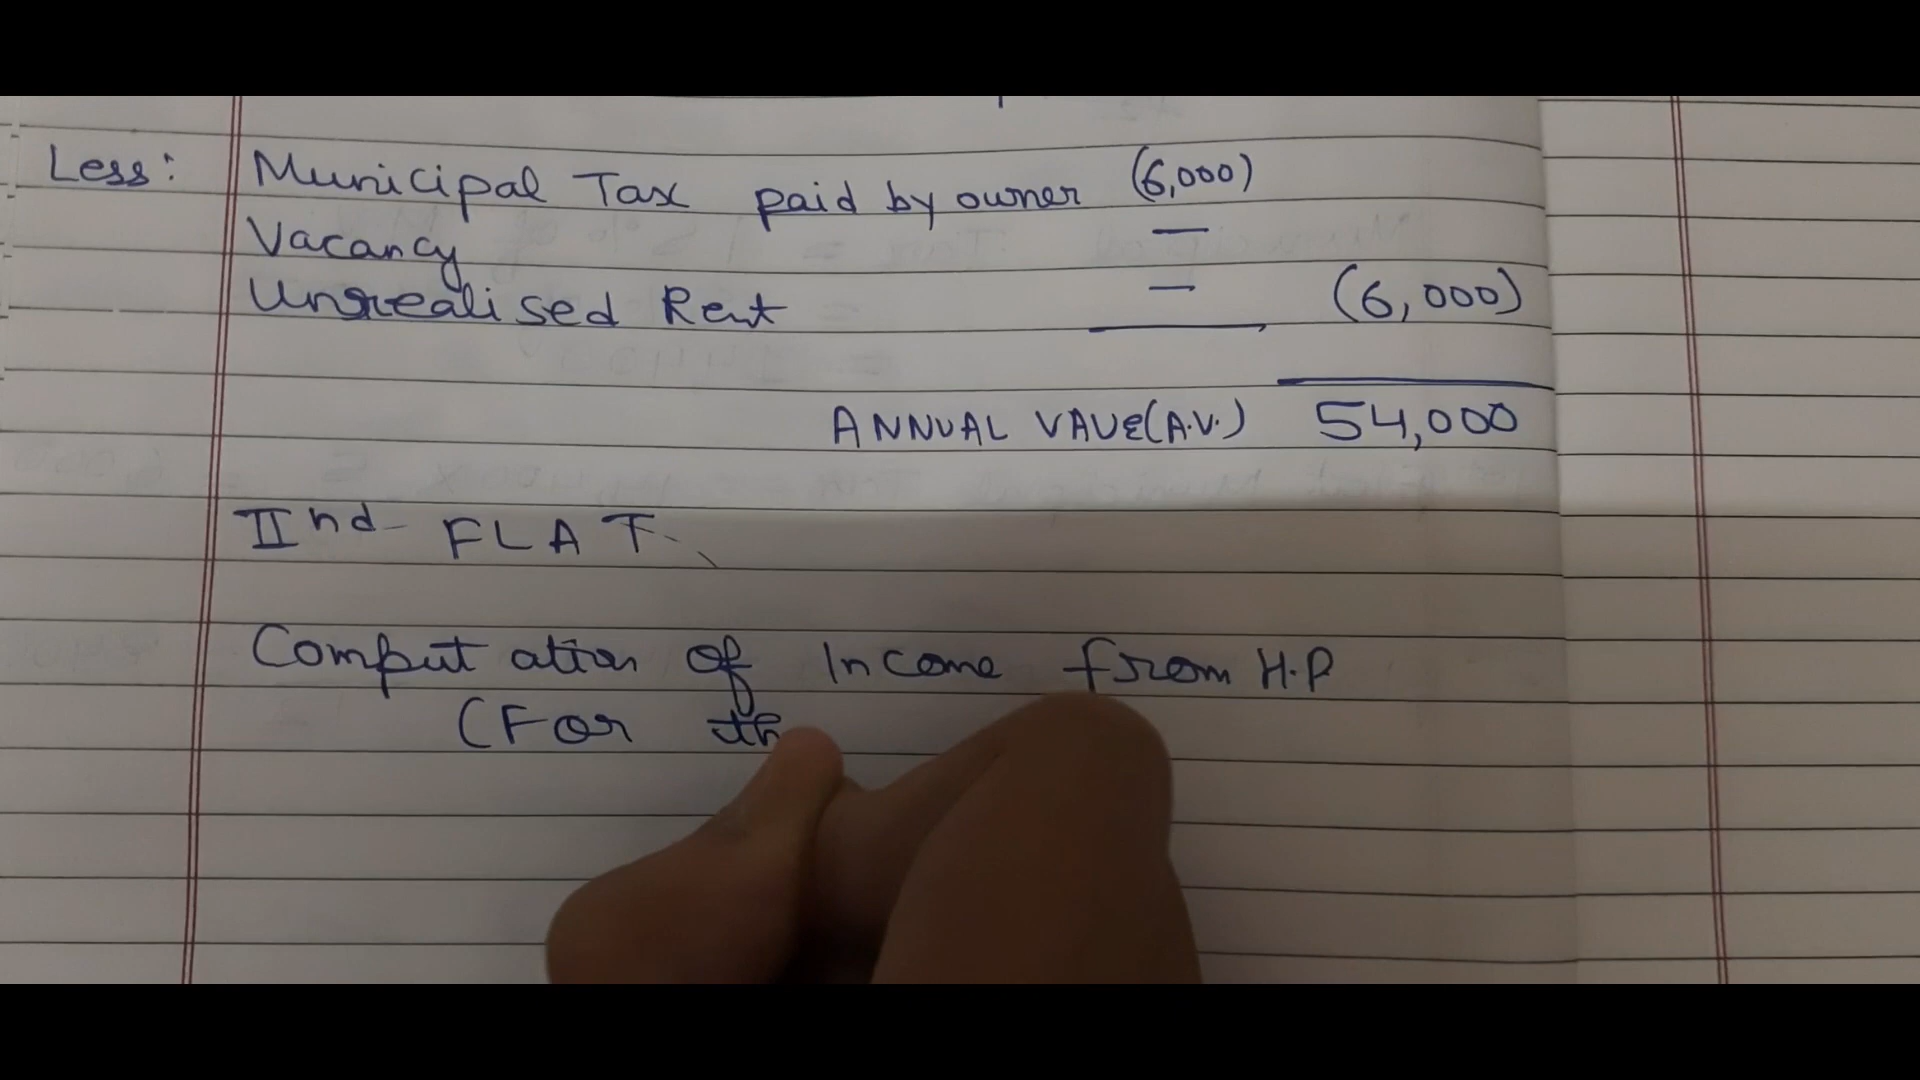 Less: Municipal Tax paid by owner (6,000)
Vacancy —
Unrealised Rent — (6,000)
ANNUAL VAUE(A.V.) 54,000
IInd FLAT
Computation of Income from H.P
(For th